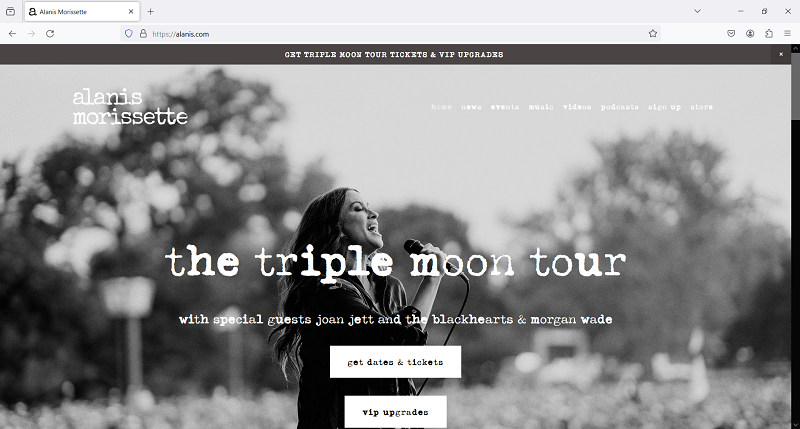 Alanis Morissette
https://alanis.com
GET TRIPLE MOON TOUR TICKETS & VIP UPGRADES
alanis
morissette
home news events music videos podcasts sign up store
the triple moon tour
with special guests joan jett and the blackhearts & morgan wade
get dates & tickets
vip upgrades